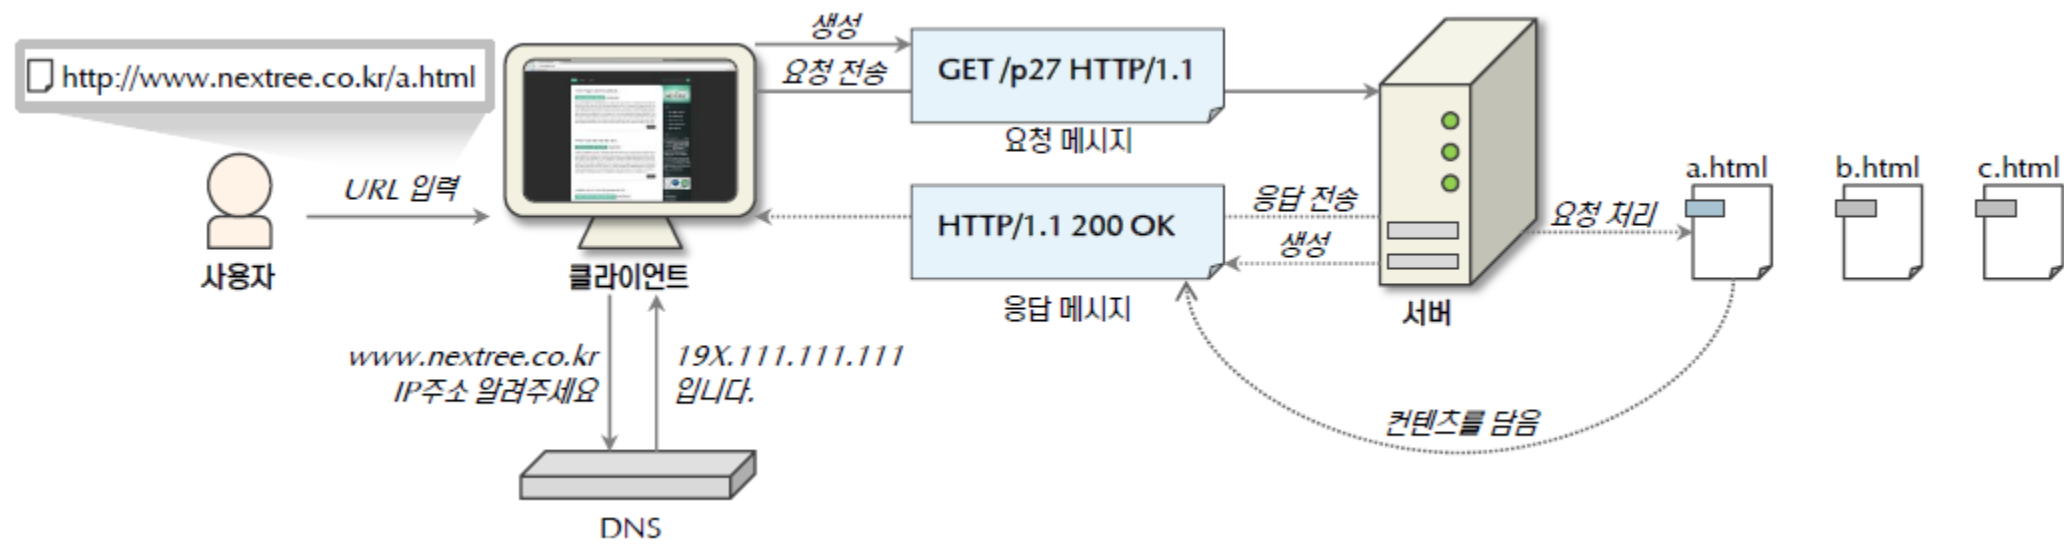 http://www.nextree.co.kr/a.html
사용자
URL 입력
클라이언트
www.nextree.co.kr
IP주소 알려주세요
19X.111.111.111
입니다.
DNS
생성
요청 전송
GET /p27 HTTP/1.1
요청 메시지
HTTP/1.1 200 OK
응답 메시지
응답 전송
생성
서버
요청 처리
a.html
b.html
c.html
컨텐츠를 담음